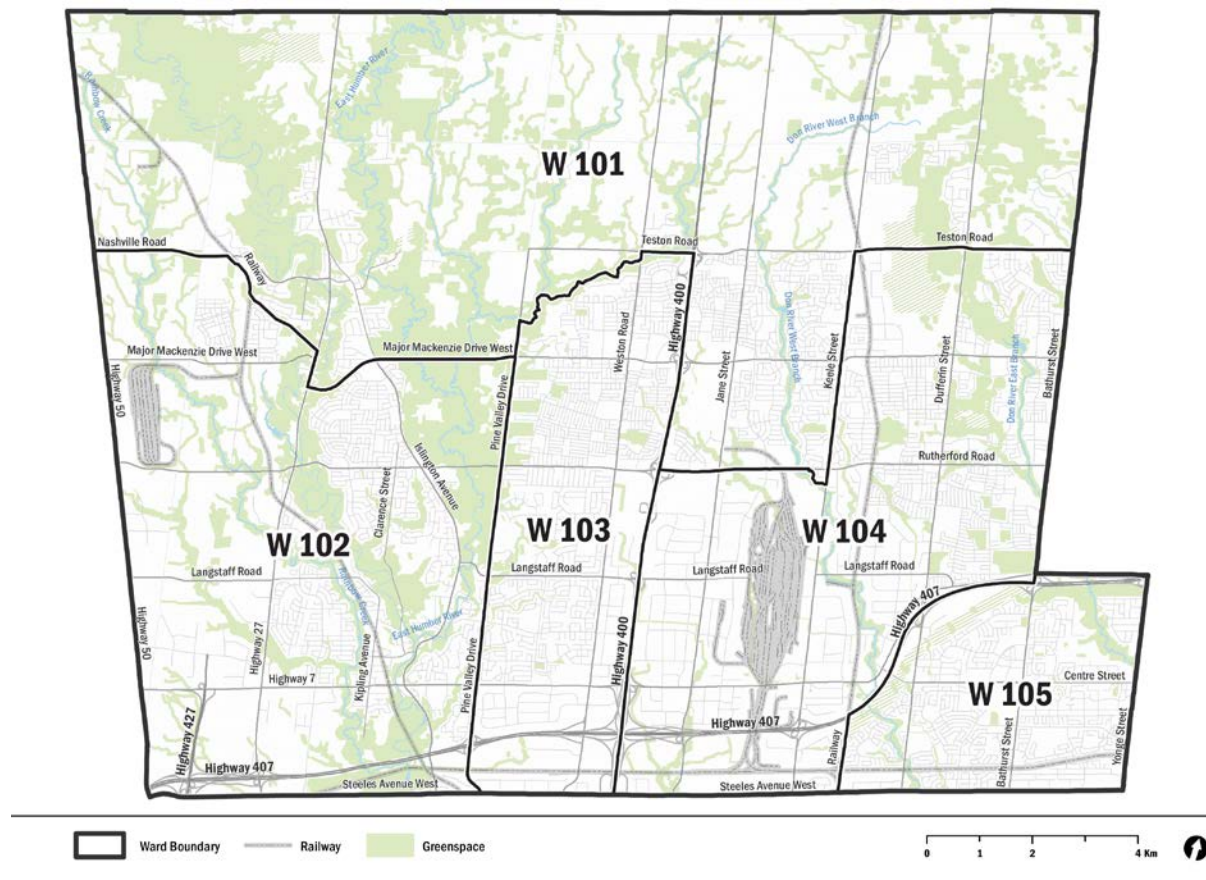 East Humber River
Rainbow Creek
Don River West Branch
W 101
Nashville Road
Railway
Teston Road
Teston Road
Highway 400
Don River West Branch
Weston Road
Jane Street
Keele Street
Dufferin Street
Don River East Branch
Bathurst Street
Major Mackenzie Drive West
Major Mackenzie Drive West
Highway 50
Pine Valley Drive
Islington Avenue
Clarence Street
Rutherford Road
W 102
W 103
W 104
Langstaff Road
Langstaff Road
Langstaff Road
Langstaff Road
Rainbow Creek
East Humber River
Highway 407
Highway 50
Highway 27
Kipling Avenue
Highway 7
Pine Valley Drive
Highway 400
Centre Street
W 105
Highway 427
Highway 407
Highway 407
Railway
Bathurst Street
Yonge Street
Steeles Avenue West
Steeles Avenue West
Ward Boundary
Railway
Greenspace
0 1 2 4 Km